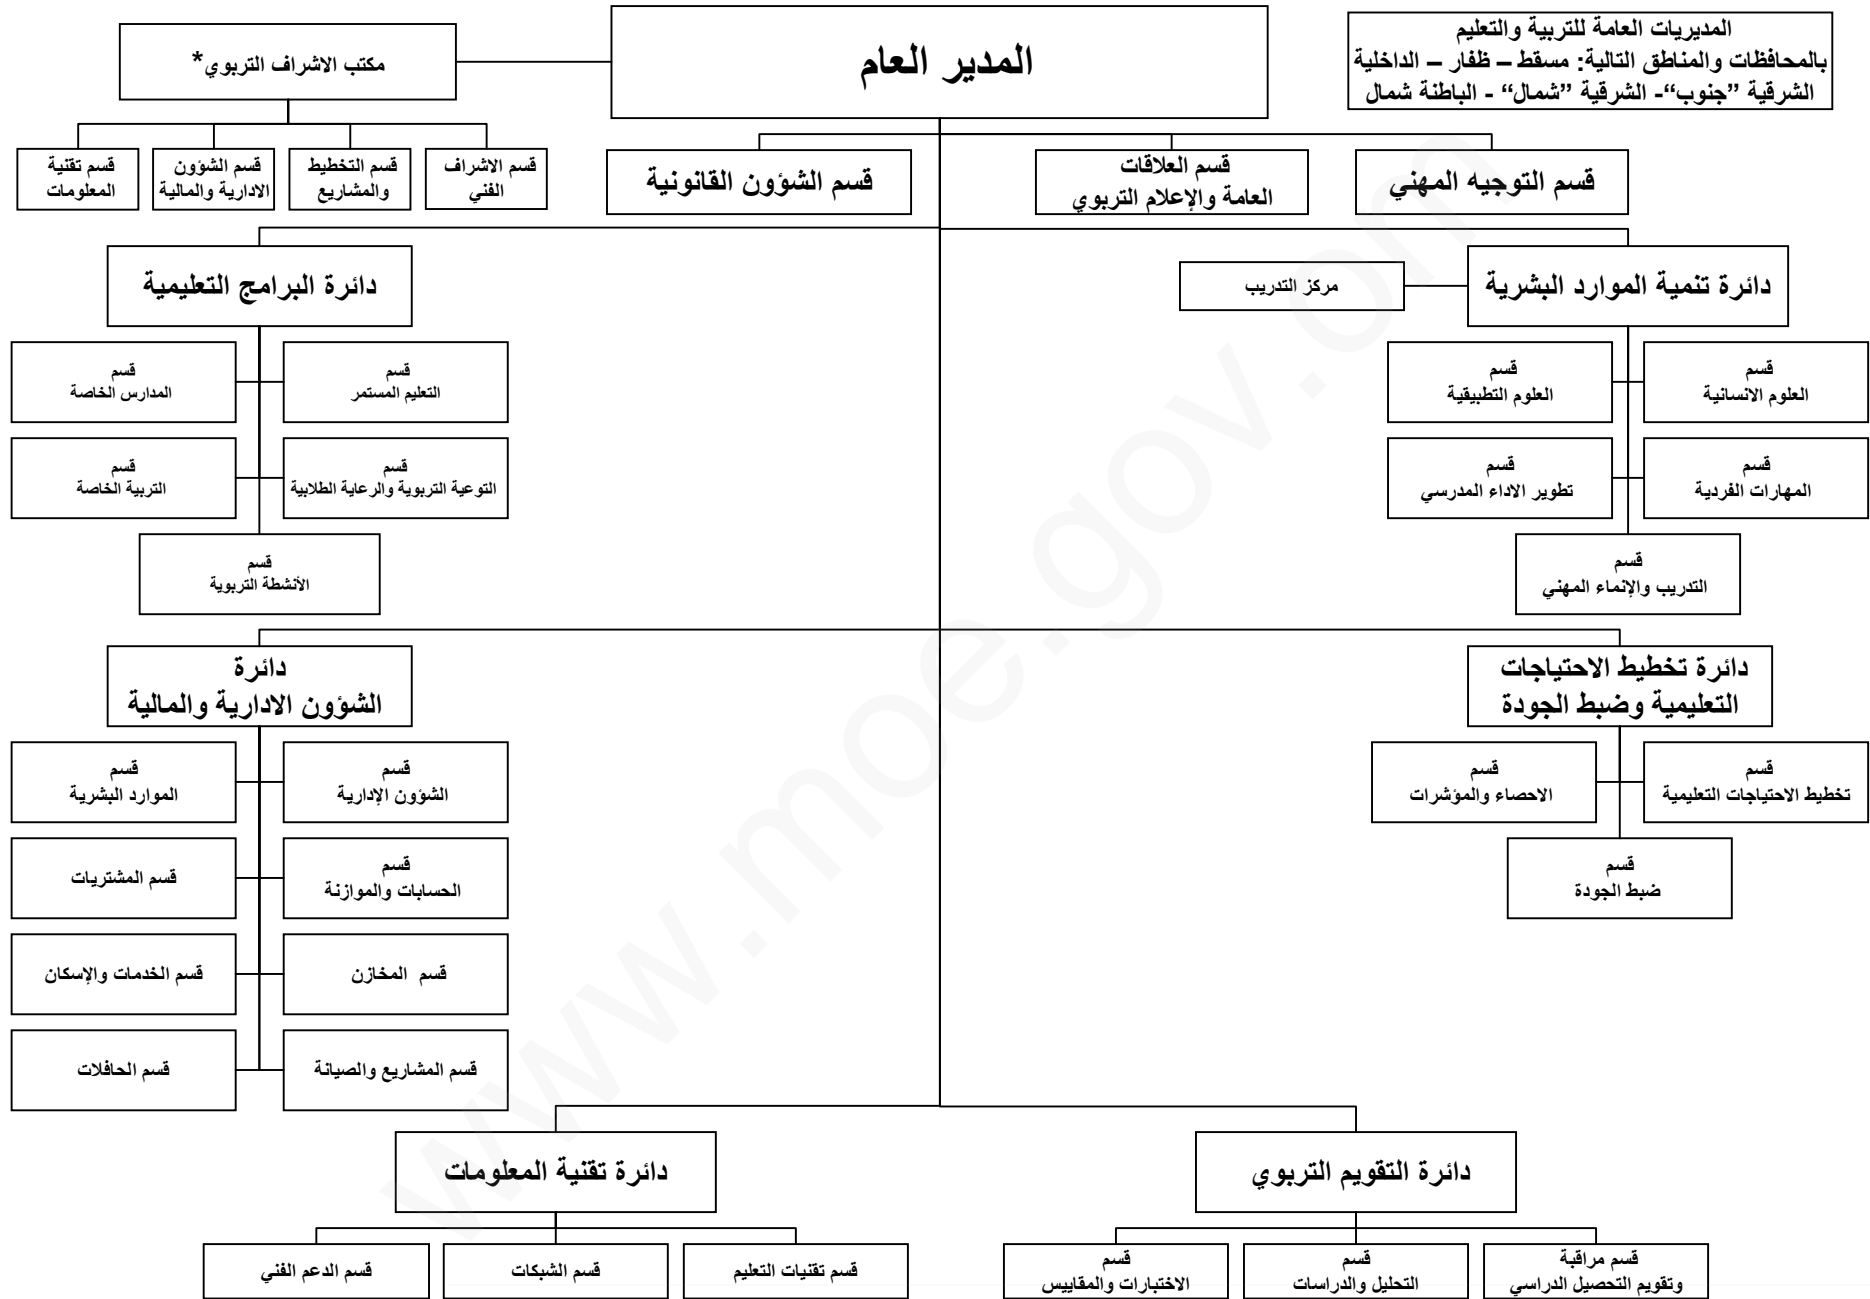 المديريات العامة للتربية والتعليم
بالمحافظات والمناطق التالية: مسقط – ظفار – الداخلية
الشرقية ”جنوب“- الشرقية ”شمال“ - الباطنة شمال
المدير العام
مكتب الاشراف التربوي*
قسم الاشراف
الفني
قسم التخطيط
والمشاريع
قسم الشؤون
الادارية والمالية
قسم تقنية
المعلومات
قسم التوجيه المهني
قسم العلاقات
العامة والإعلام التربوي
قسم الشؤون القانونية
دائرة تنمية الموارد البشرية
مركز التدريب
قسم
العلوم الانسانية
قسم
العلوم التطبيقية
قسم
المهارات الفردية
قسم
تطوير الاداء المدرسي
قسم
التدريب والإنماء المهني
دائرة البرامج التعليمية
قسم
التعليم المستمر
قسم
المدارس الخاصة
قسم
التوعية التربوية والرعاية الطلابية
قسم
التربية الخاصة
قسم
الأنشطة التربوية
دائرة تخطيط الاحتياجات
التعليمية وضبط الجودة
قسم
تخطيط الاحتياجات التعليمية
قسم
الاحصاء والمؤشرات
قسم
ضبط الجودة
دائرة
الشؤون الادارية والمالية
قسم
الشؤون الإدارية
قسم
الموارد البشرية
قسم
الحسابات والموازنة
قسم المشتريات
قسم المخازن
قسم الخدمات والإسكان
قسم المشاريع والصيانة
قسم الحافلات
دائرة التقويم التربوي
قسم مراقبة
وتقويم التحصيل الدراسي
قسم
التحليل والدراسات
قسم
الاختبارات والمقاييس
دائرة تقنية المعلومات
قسم تقنيات التعليم
قسم الشبكات
قسم الدعم الفني
www.moe.gov.om